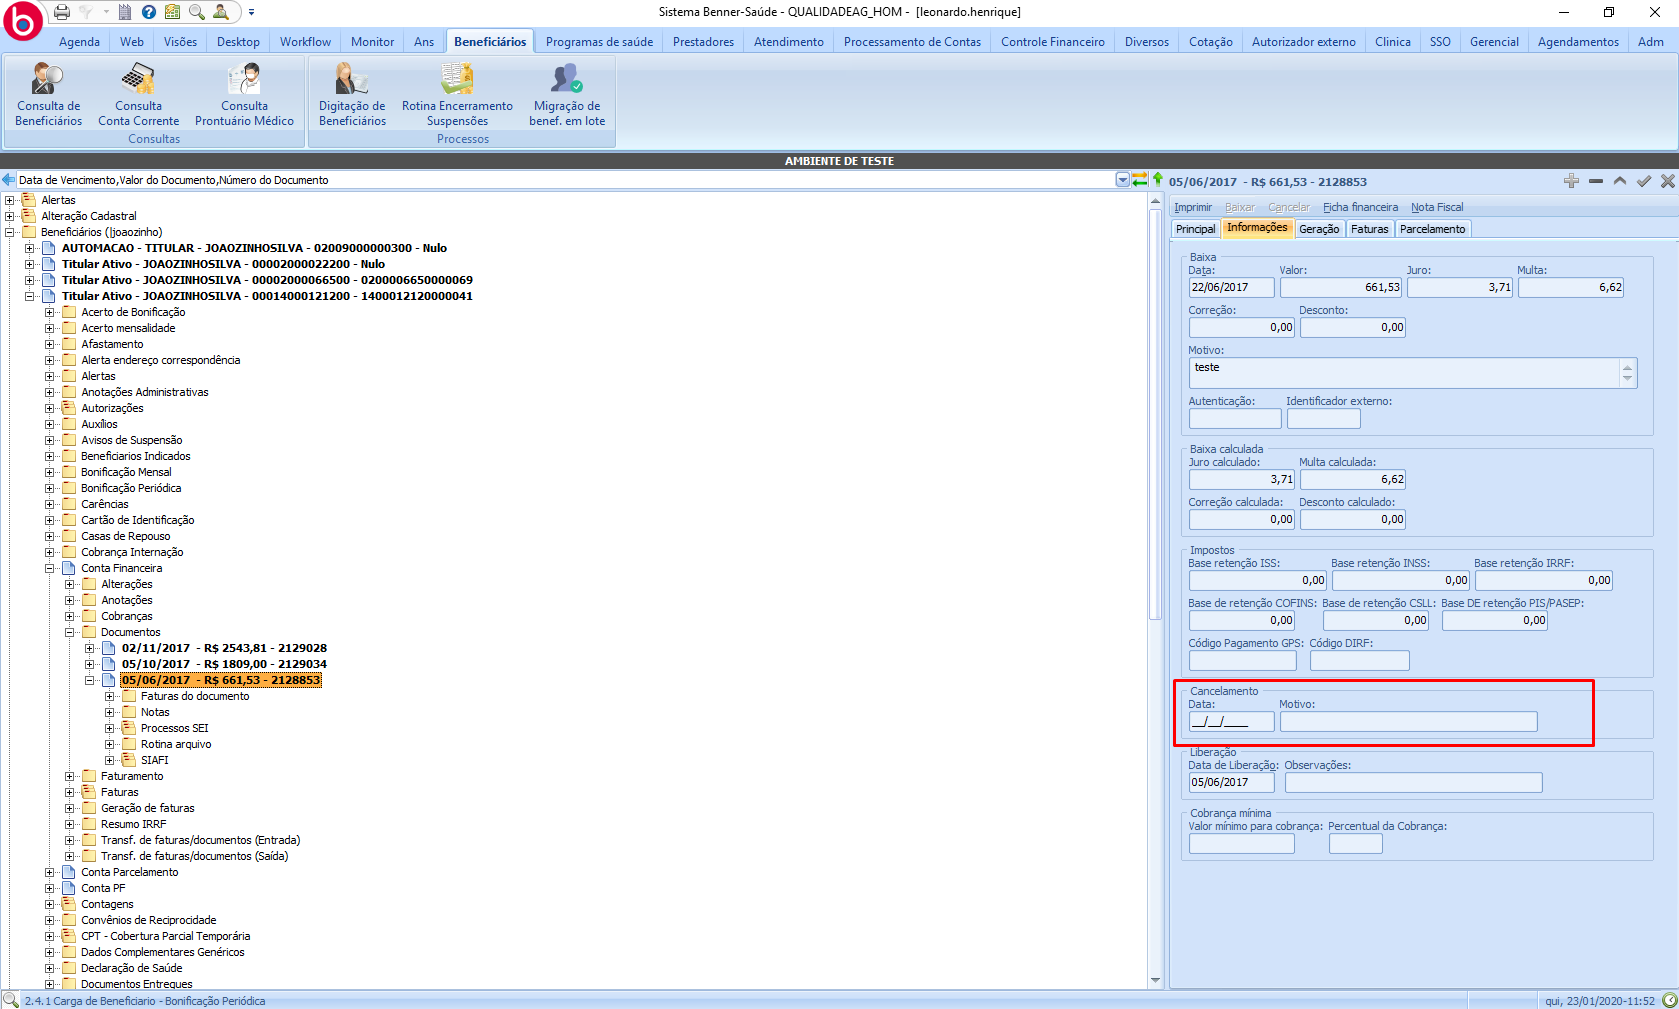 Sistema Benner-Saúde - QUALIDADEAG_HOM - [leonardo.henrique]
Agenda Web Visões Desktop Workflow Monitor Ans Beneficiários Programas de saúde Prestadores Atendimento Processamento de Contas Controle Financeiro Diversos Cotação Autorizador externo Clinica SSO Gerencial Agendamentos Adm
Consulta de Beneficiários
Consulta Conta Corrente
Consulta Prontuário Médico
Consultas
Digitação de Beneficiários
Rotina Encerramento Suspensões
Migração de benef. em lote
Processos
AMBIENTE DE TESTE
Data de Vencimento,Valor do Documento,Número do Documento
Alertas
Alteração Cadastral
Beneficiários (|joaozinho)
AUTOMACAO - TITULAR - JOAOZINHOSILVA - 02009000000300 - Nulo
Titular Ativo - JOAOZINHOSILVA - 00002000022200 - Nulo
Titular Ativo - JOAOZINHOSILVA - 00002000066500 - 0200006650000069
Titular Ativo - JOAOZINHOSILVA - 00014000121200 - 1400012120000041
Acerto de Bonificação
Acerto mensalidade
Afastamento
Alerta endereço correspondência
Alertas
Anotações Administrativas
Autorizações
Auxílios
Avisos de Suspensão
Beneficiarios Indicados
Bonificação Mensal
Bonificação Periódica
Carências
Cartão de Identificação
Casas de Repouso
Cobrança Internação
Conta Financeira
Alterações
Anotações
Cobranças
Documentos
02/11/2017 - R$ 2543,81 - 2129028
05/10/2017 - R$ 1809,00 - 2129034
05/06/2017 - R$ 661,53 - 2128853
Faturas do documento
Notas
Processos SEI
Rotina arquivo
SIAFI
Faturamento
Faturas
Geração de faturas
Resumo IRRF
Transf. de faturas/documentos (Entrada)
Transf. de faturas/documentos (Saída)
Conta Parcelamento
Conta PF
Contagens
Convênios de Reciprocidade
CPT - Cobertura Parcial Temporária
Dados Complementares Genéricos
Declaração de Saúde
Documentos Entregues
05/06/2017 - R$ 661,53 - 2128853
Imprimir Baixar Cancelar Ficha financeira Nota Fiscal
Principal Informações Geração Faturas Parcelamento
Baixa
Data: Valor: Juro: Multa:
22/06/2017 661,53 3,71 6,62
Correção: Desconto:
0,00 0,00
Motivo:
teste
Autenticação: Identificador externo:
Baixa calculada
Juro calculado: Multa calculada:
3,71 6,62
Correção calculada: Desconto calculado:
0,00 0,00
Impostos
Base retenção ISS: Base retenção INSS: Base retenção IRRF:
0,00 0,00 0,00
Base de retenção COFINS: Base de retenção CSLL: Base DE retenção PIS/PASEP:
0,00 0,00 0,00
Código Pagamento GPS: Código DIRF:
Cancelamento
Data: Motivo:
__/__/____
Liberação
Data de Liberação: Observações:
05/06/2017
Cobrança mínima
Valor mínimo para cobrança: Percentual da Cobrança:
2.4.1 Carga de Beneficiario - Bonificação Periódica
qui, 23/01/2020-11:52